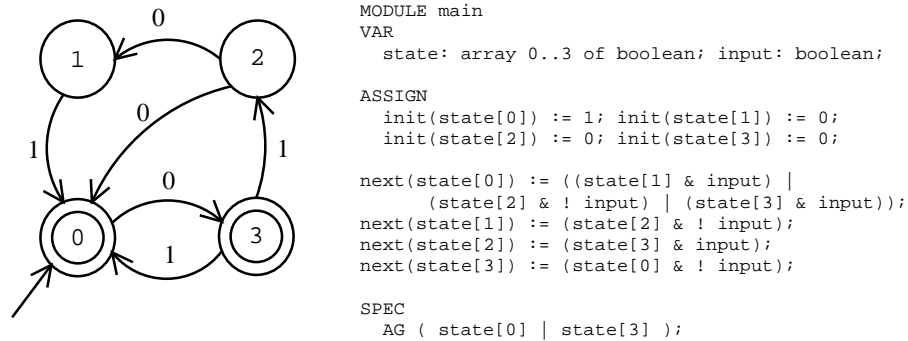 0
1
2
0
1
1
0
0
3
1
MODULE main
VAR
state: array 0..3 of boolean; input: boolean;
ASSIGN
init(state[0]) := 1; init(state[1]) := 0;
init(state[2]) := 0; init(state[3]) := 0;
next(state[0]) := ((state[1] & input) |
(state[2] & ! input) | (state[3] & input));
next(state[1]) := (state[2] & ! input);
next(state[2]) := (state[3] & input);
next(state[3]) := (state[0] & ! input);
SPEC
AG ( state[0] | state[3] );